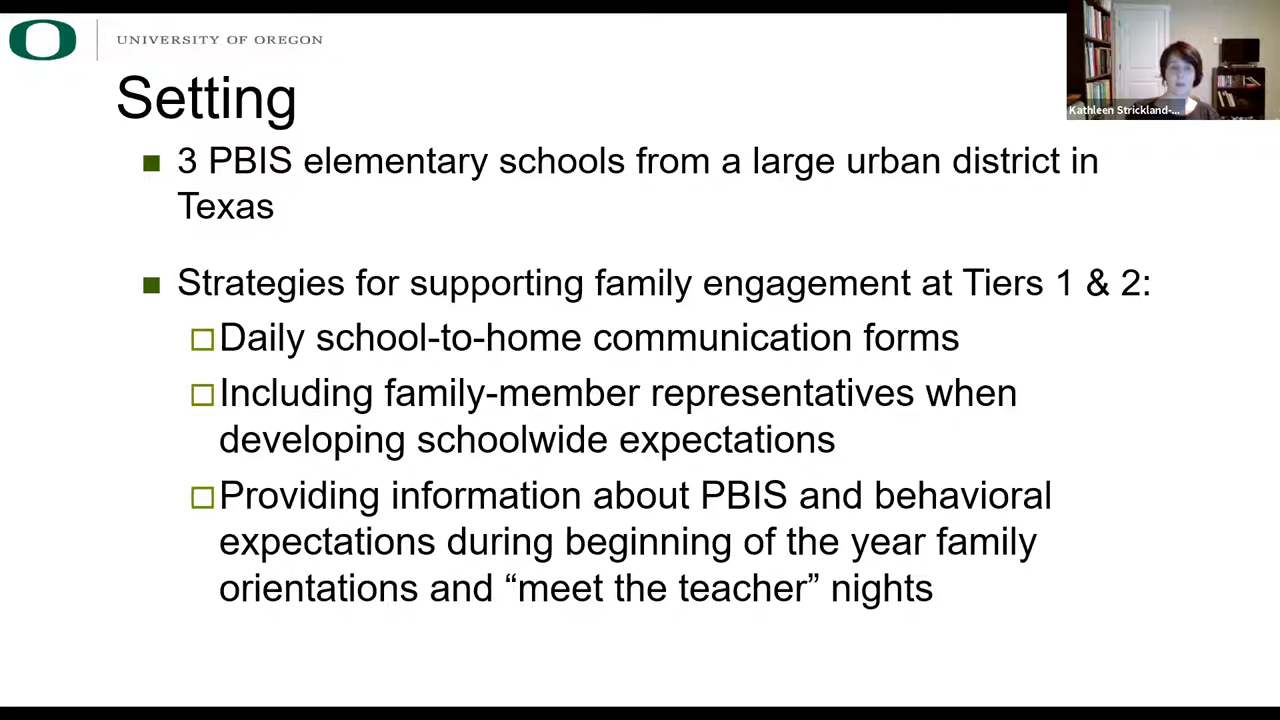 UNIVERSITY OF OREGON
Setting
3 PBIS elementary schools from a large urban district in
Texas
Strategies for supporting family engagement at Tiers 1 & 2:
Daily school-to-home communication forms
Including family-member representatives when
developing schoolwide expectations
Providing information about PBIS and behavioral
expectations during beginning of the year family
orientations and “meet the teacher” nights
Kathleen Strickland-...